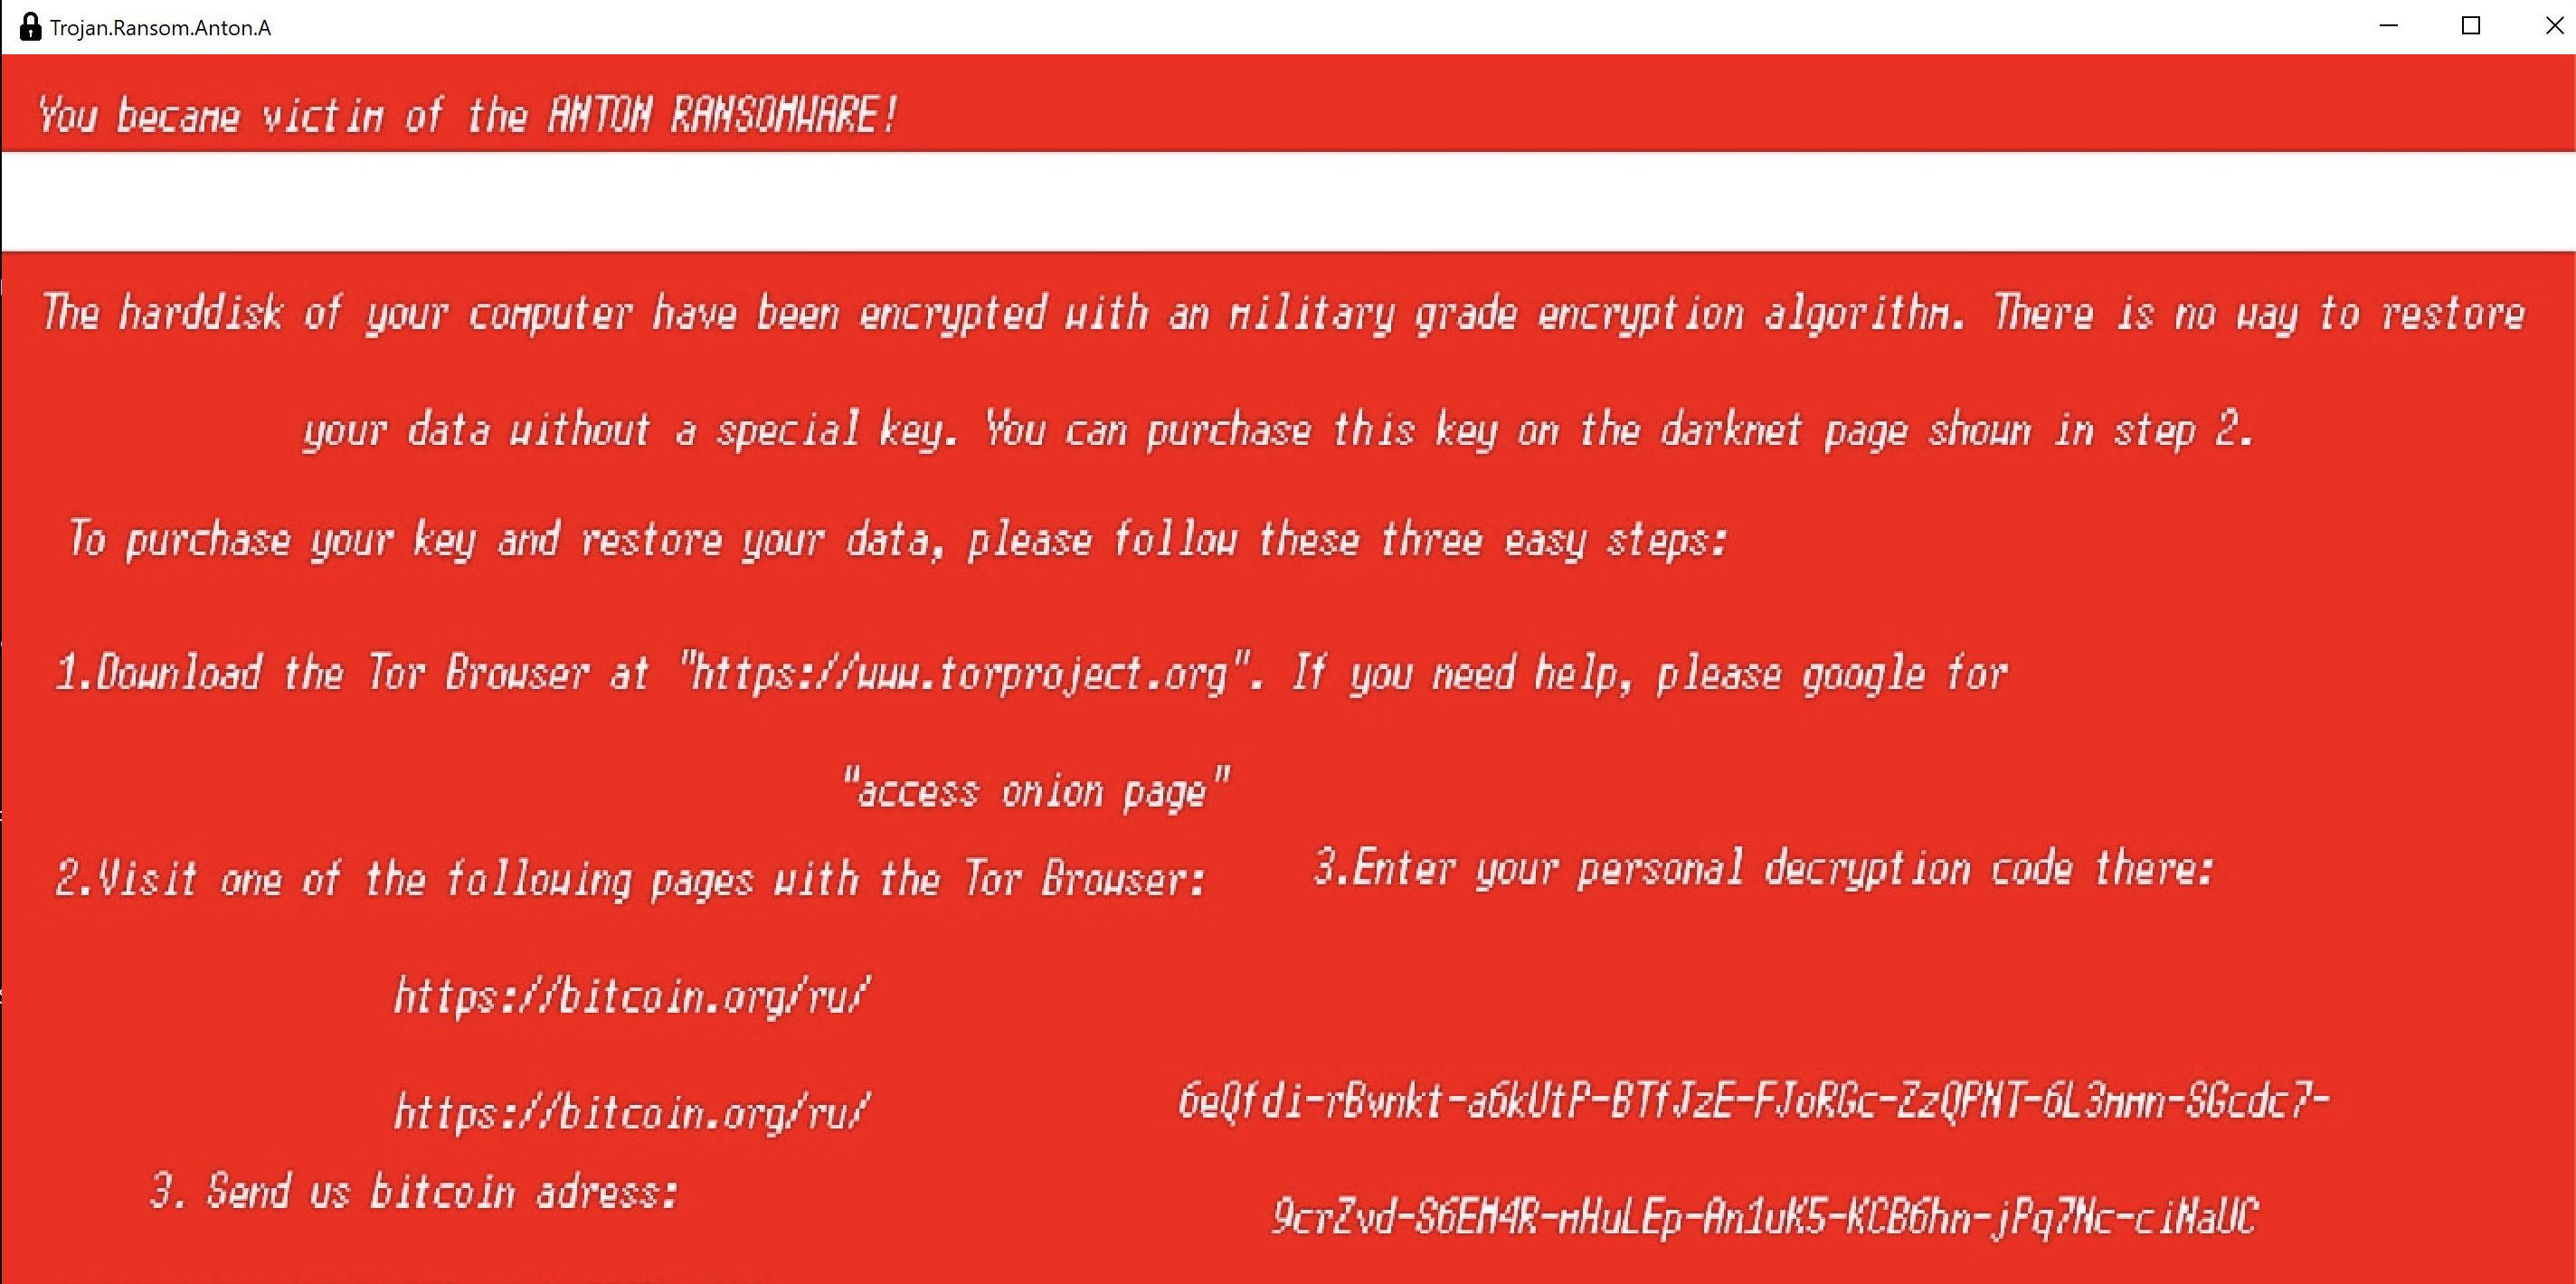 Trojan.Ransom.Anton.A
You became victim of the ANTON RANSOMWARE!
The harddisk of your computer have been encrypted with an military grade encryption algorithm. There is no way to restore
your data without a special key. You can purchase this key on the darknet page shown in step 2.
To purchase your key and restore your data, please follow these three easy steps:
1.Download the Tor Browser at "https://www.torproject.org". If you need help, please google for
"access onion page"
2.Visit one of the following pages with the Tor Browser:
https://bitcoin.org/ru/
https://bitcoin.org/ru/
3. Send us bitcoin adress:
3.Enter your personal decryption code there:
6eQfdi-rBvnkt-a6kUtP-BTfJzE-FJoRGc-ZzQPNT-6L3mmn-SGcdc7-
9crZvd-S6EM4R-mHuLEp-An1uK5-KCB6hn-jPq7Nc-ciNaUC